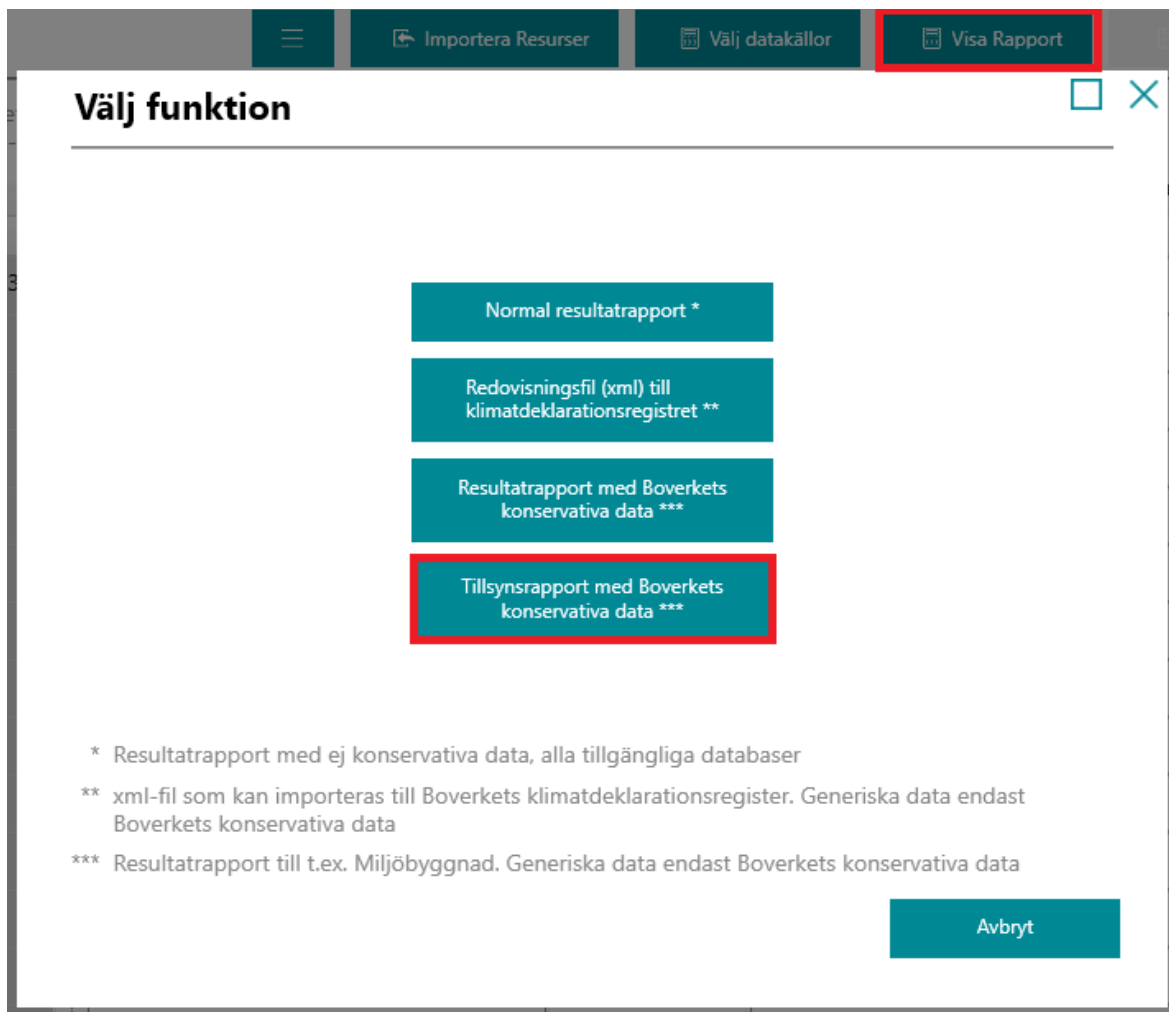 Importera Resurser
Välj datakällor
Visa Rapport
Välj funktion
Normal resultatrapport *
Redovisningsfil (xml) till
klimatdeklarationsregistret **
Resultatrapport med Boverkets
konservativa data ***
Tillsynsrapport med Boverkets
konservativa data ***
* Resultatrapport med ej konservativa data, alla tillgängliga databaser
** xml-fil som kan importeras till Boverkets klimatdeklarationsregister. Generiska data endast
Boverkets konservativa data
*** Resultatrapport till t.ex. Miljöbyggnad. Generiska data endast Boverkets konservativa data
Avbryt